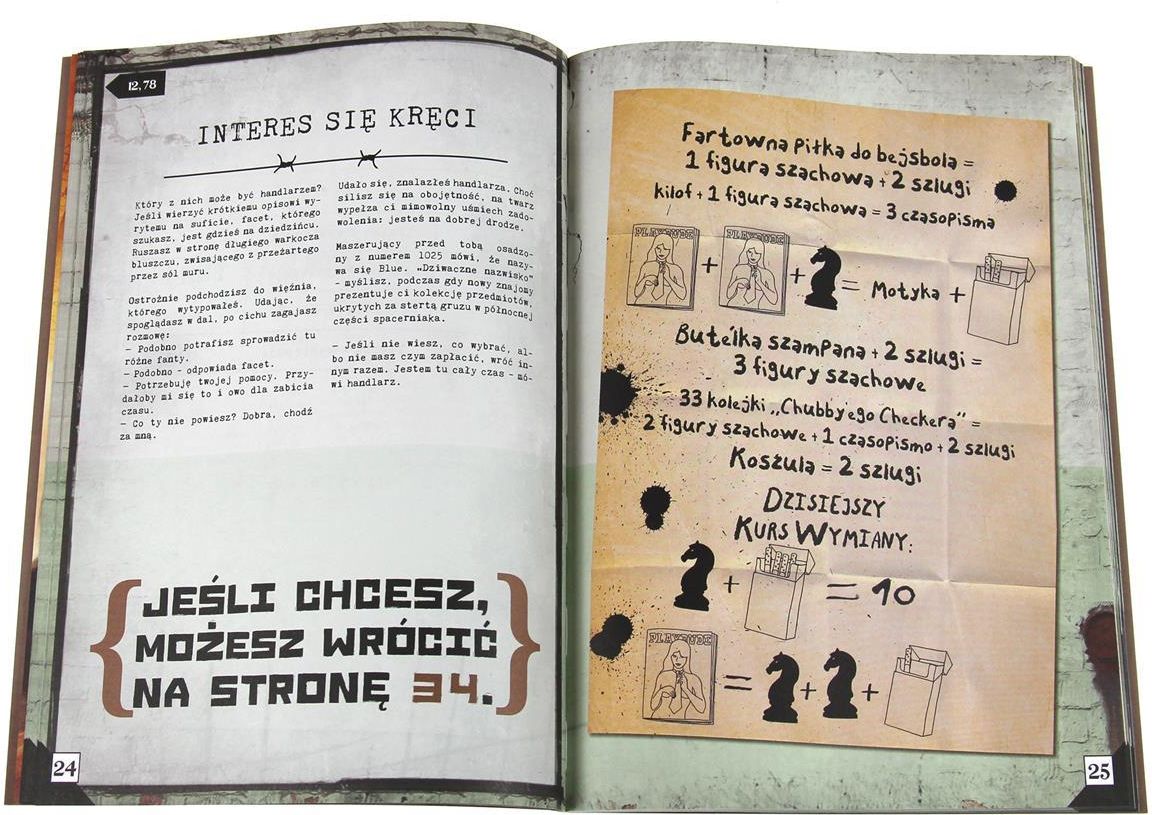 12, 78
INTERES SIĘ KRĘCI
Który z nich może być handlarzem?
Jeśli wierzyć krótkiemu opisowi wy-
rytemu na suficie, facet, którego
szukasz, jest gdzieś na dziedzińcu.
Ruszasz w stronę długiego warkocza
bluszczu, zwisającego z przeżartego
przez sól muru.
Ostrożnie podchodzisz do więźnia,
którego wytypowałeś. Udając, że
spoglądasz w dal, po cichu zagajasz
rozmowę:
– Podobno potrafisz sprowadzić tu
różne fanty.
– Podobno – odpowiada facet.
– Potrzebuję twojej pomocy. Przy-
dałoby mi się to i owo dla zabicia
czasu.
– Co ty nie powiesz? Dobra, chodź
za mną.
Udało się, znalazłeś handlarza. Choć
silisz się na obojętność, na twarz
wypełza ci mimowolny uśmiech zado-
wolenia: jesteś na dobrej drodze.
Maszerujący przed tobą osadzo-
ny z numerem 1025 mówi, że nazy-
wa się Blue. „Dziwaczne nazwisko"
– myślisz, podczas gdy nowy znajomy
prezentuje ci kolekcję przedmiotów,
ukrytych za stertą gruzu w północnej
części spacerniaka.
– Jeśli nie wiesz, co wybrać, al-
bo nie masz czym zapłacić, wróć in-
nym razem. Jestem tu cały czas – mó-
wi handlarz.
{JEŚLI CHCESZ,
MOŻESZ WRÓCIĆ
NA STRONĘ 34.}
24
Fartowna piłka do bejsbola =
1 figura szachowa + 2 szlugi
kilof + 1 figura szachowa = 3 czasopisma
PLAYDUDE PLAYDUDE
+ + = Motyka +
Butelka szampana + 2 szlugi =
3 figury szachowe
33 kolejki „Chubby'ego Checkera" =
2 figury szachowe + 1 czasopismo + 2 szlugi
Koszula = 2 szlugi
DZISIEJSZY
KURS WYMIANY:
+ = 10
PLAYDUDE
= + +
25